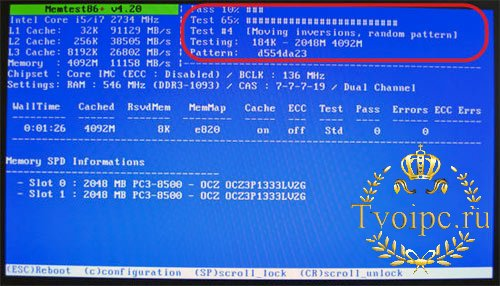 Memtest86+ v4.20 | Pass 10% ###
Intel Core i5/i7 2734 MHz | Test 65% #########################
L1 Cache: 32K 91129 MB/s | Test #4 [Moving inversions, random pattern]
L2 Cache: 256K 38505 MB/s | Testing: 184K - 2048M 4092M
L3 Cache: 8192K 26802 MB/s | Pattern: d554da23
Memory : 4092M 11158 MB/s
Chipset : Core IMC (ECC : Disabled) / BCLK : 136 MHz
Settings: RAM : 546 MHz (DDR3-1093) / CAS : 7-7-7-19 / Dual Channel
WallTime Cached RsvdMem MemMap Cache ECC Test Pass Errors ECC Errs
0:01:26 4092M 8K e820 on off Std 0 0
Memory SPD Informations
- Slot 0 : 2048 MB PC3-8500 - OCZ OCZ3P1333LV2G
- Slot 1 : 2048 MB PC3-8500 - OCZ OCZ3P1333LV2G
Tvoipc.ru
(ESC)Reboot (c)configuration (SP)scroll_lock (CR)scroll_unlock